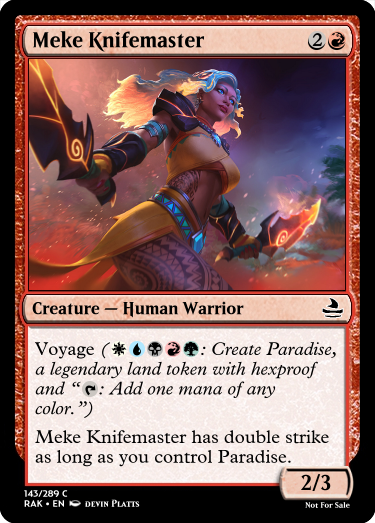 Meke Knifemaster 2
Creature — Human Warrior
Voyage (: Create Paradise,
a legendary land token with hexproof
and “: Add one mana of any
color.”)
Meke Knifemaster has double strike
as long as you control Paradise.
2/3
143/289 C
RAK • EN DEVIN PLATTS
Not For Sale